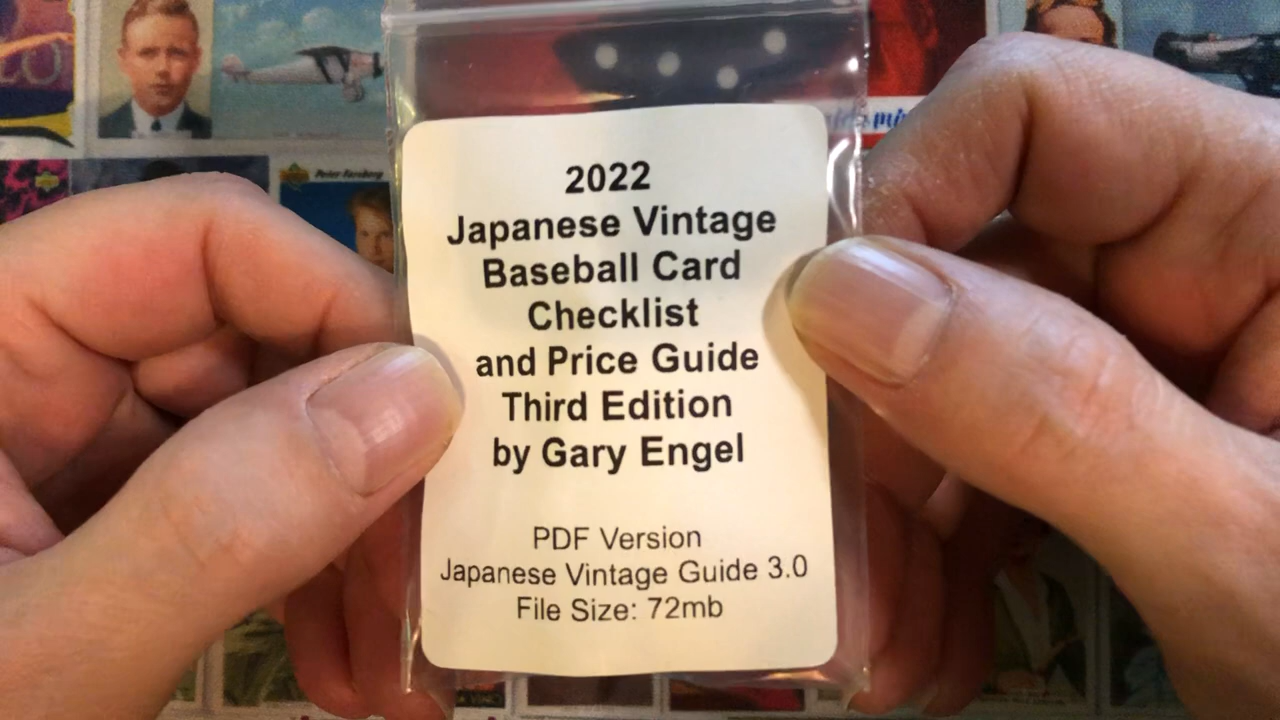 2022
Japanese Vintage
Baseball Card
Checklist
and Price Guide
Third Edition
by Gary Engel
PDF Version
Japanese Vintage Guide 3.0
File Size: 72mb